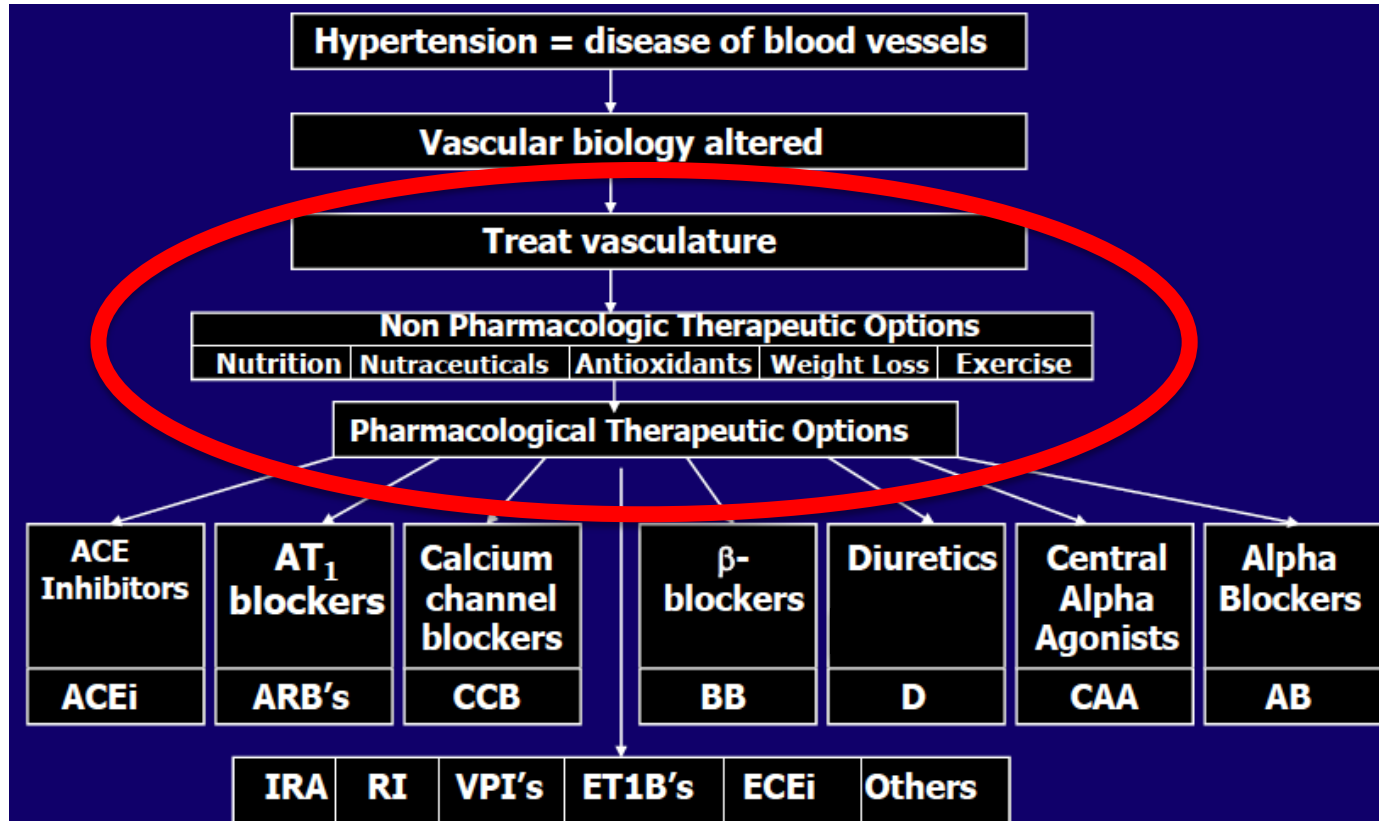 Hypertension = disease of blood vessels
Vascular biology altered
Treat vasculature
Non Pharmacologic Therapeutic Options
Nutrition Nutraceuticals Antioxidants Weight Loss Exercise
Pharmacological Therapeutic Options
ACE
Inhibitors
ACEi
AT₁
blockers
ARB's
Calcium
channel
blockers
CCB
β-
blockers
BB
Diuretics
D
Central
Alpha
Agonists
CAA
Alpha
Blockers
AB
IRA RI VPI's ET1B's ECEi Others